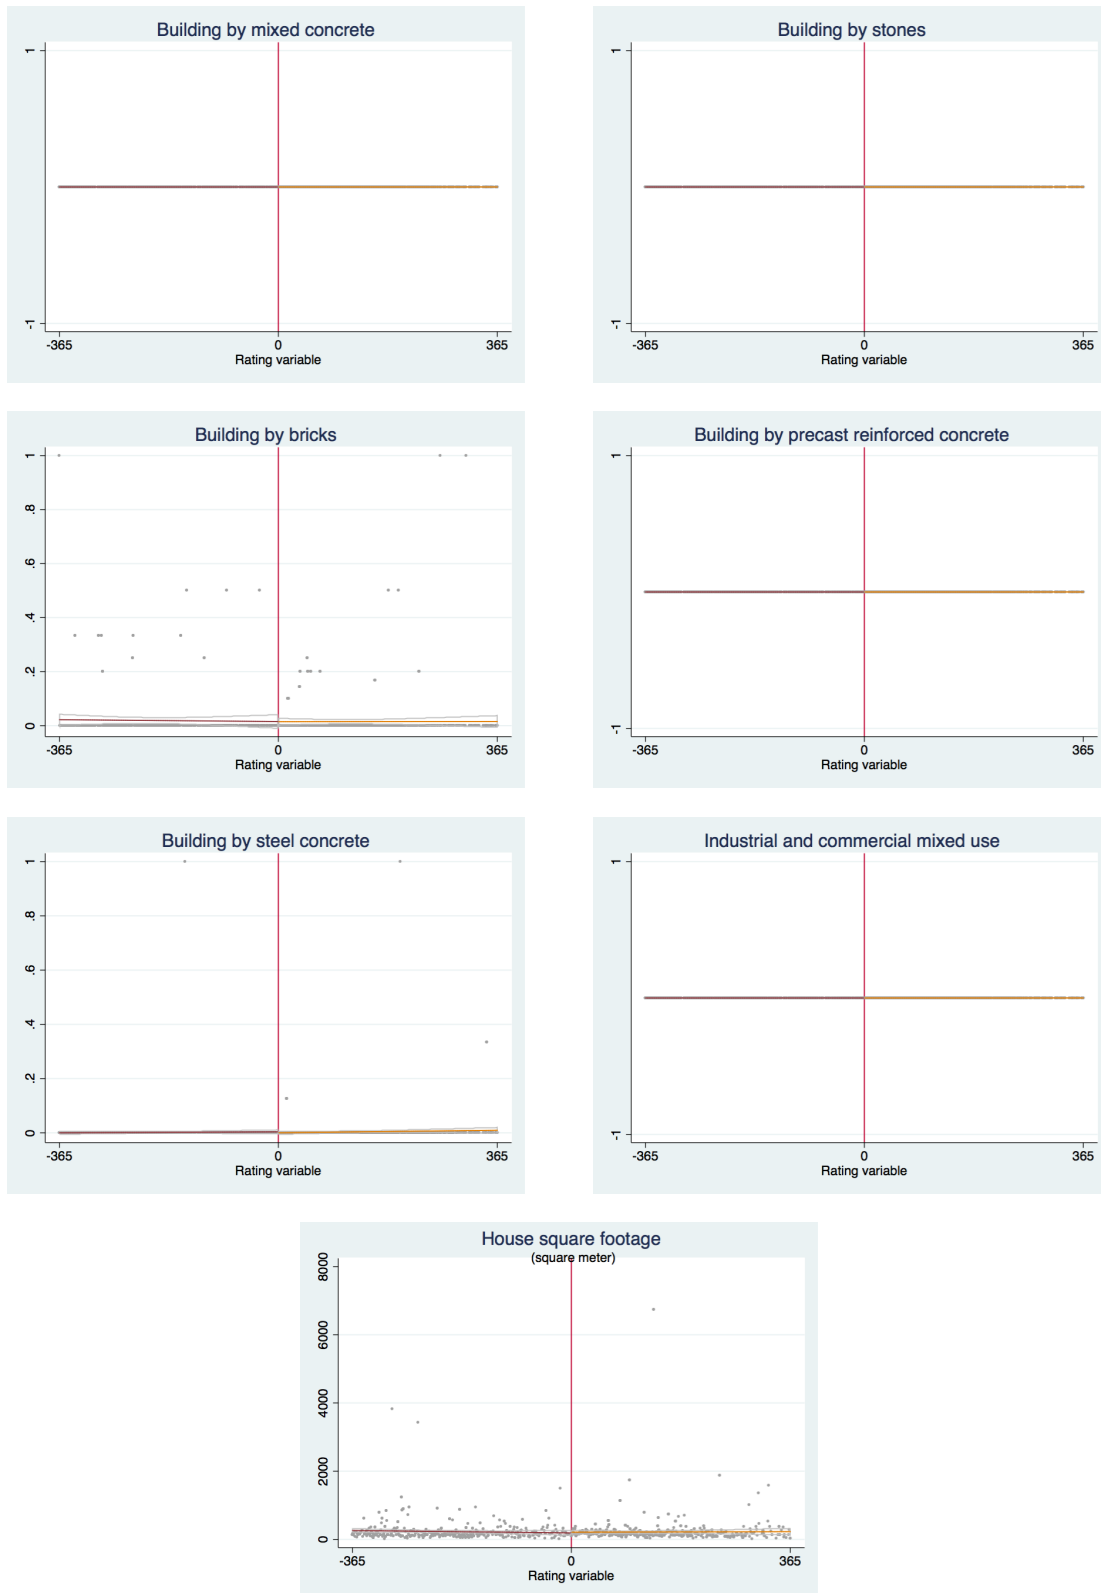 Building by mixed concrete
1
-1
-365 0 365
Rating variable
Building by stones
1
-1
-365 0 365
Rating variable
Building by bricks
1
.8
.6
.4
.2
0
-365 0 365
Rating variable
Building by precast reinforced concrete
1
-1
-365 0 365
Rating variable
Building by steel concrete
1
.8
.6
.4
.2
0
-365 0 365
Rating variable
Industrial and commercial mixed use
1
-1
-365 0 365
Rating variable
House square footage
(square meter)
8000
6000
4000
2000
0
-365 0 365
Rating variable